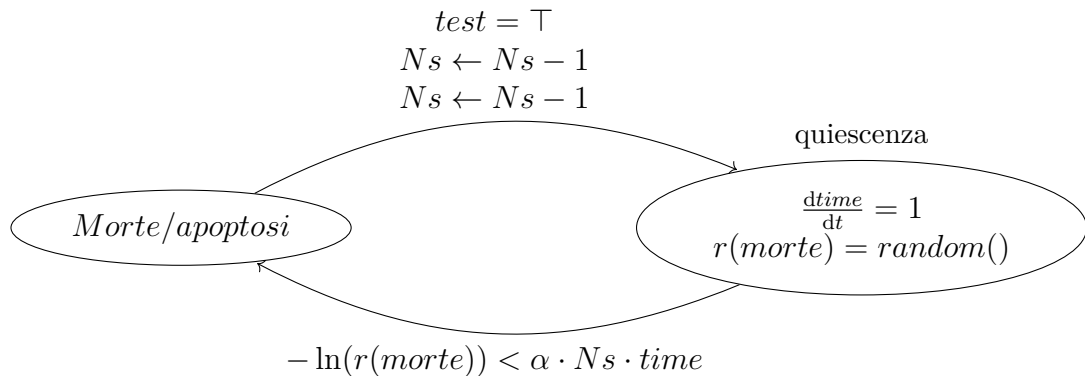 test = ⊤
Ns ← Ns − 1
Ns ← Ns − 1
quiescenza
Morte/apoptosi
dtime/dt = 1
r(morte) = random()
− ln(r(morte)) < α · Ns · time